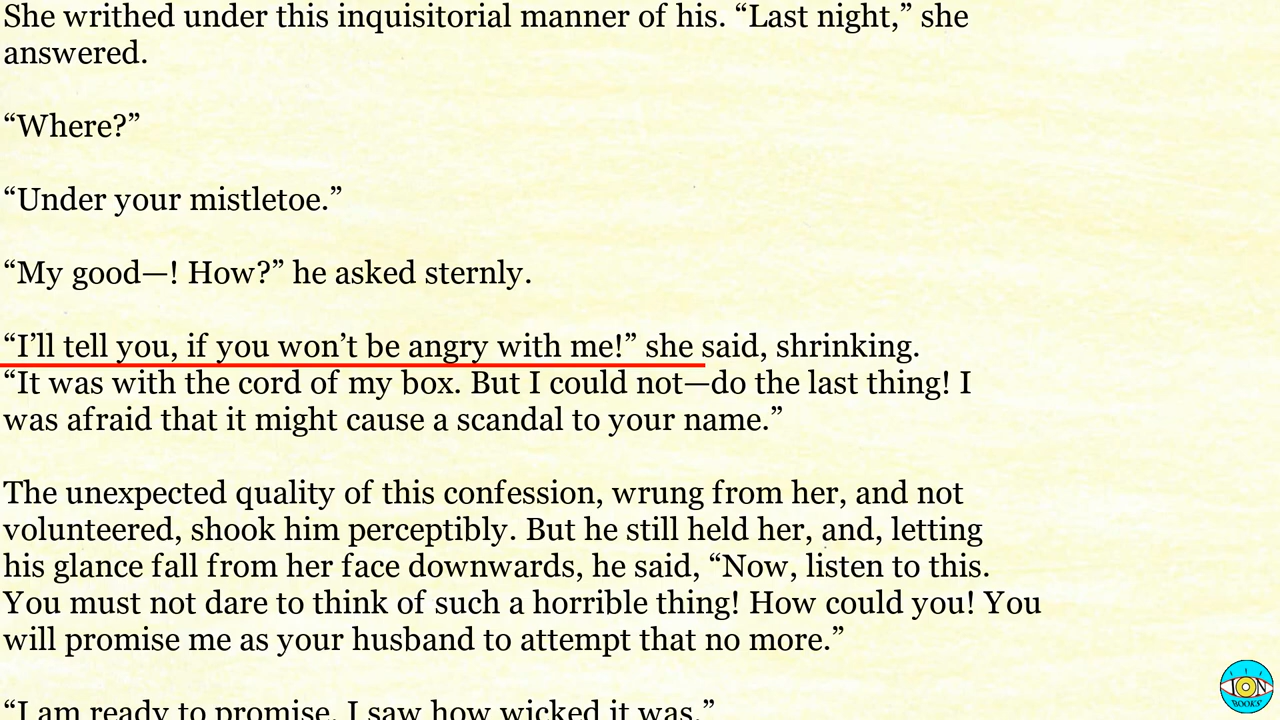 She writhed under this inquisitorial manner of his. “Last night,” she
answered.
“Where?”
“Under your mistletoe.”
“My good—! How?” he asked sternly.
“I’ll tell you, if you won’t be angry with me!” she said, shrinking.
“It was with the cord of my box. But I could not—do the last thing! I
was afraid that it might cause a scandal to your name.”
The unexpected quality of this confession, wrung from her, and not
volunteered, shook him perceptibly. But he still held her, and, letting
his glance fall from her face downwards, he said, “Now, listen to this.
You must not dare to think of such a horrible thing! How could you! You
will promise me as your husband to attempt that no more.”
“I am ready to promise. I saw how wicked it was.”
ION
BOOKS